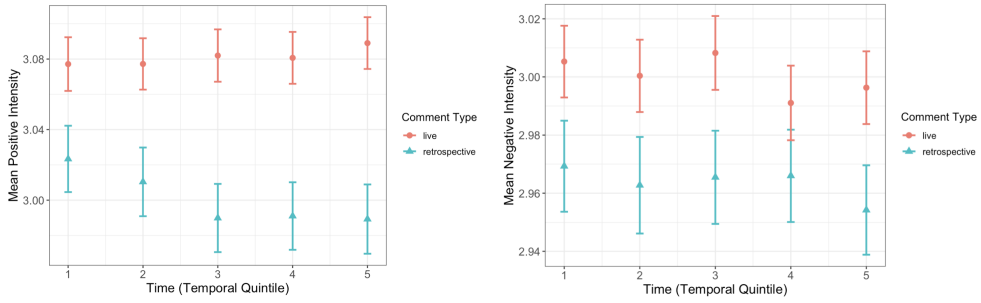 Mean Positive Intensity
3.08
3.04
3.00
1 2 3 4 5
Time (Temporal Quintile)
Comment Type
live
retrospective
Mean Negative Intensity
3.02
3.00
2.98
2.96
2.94
1 2 3 4 5
Time (Temporal Quintile)
Comment Type
live
retrospective